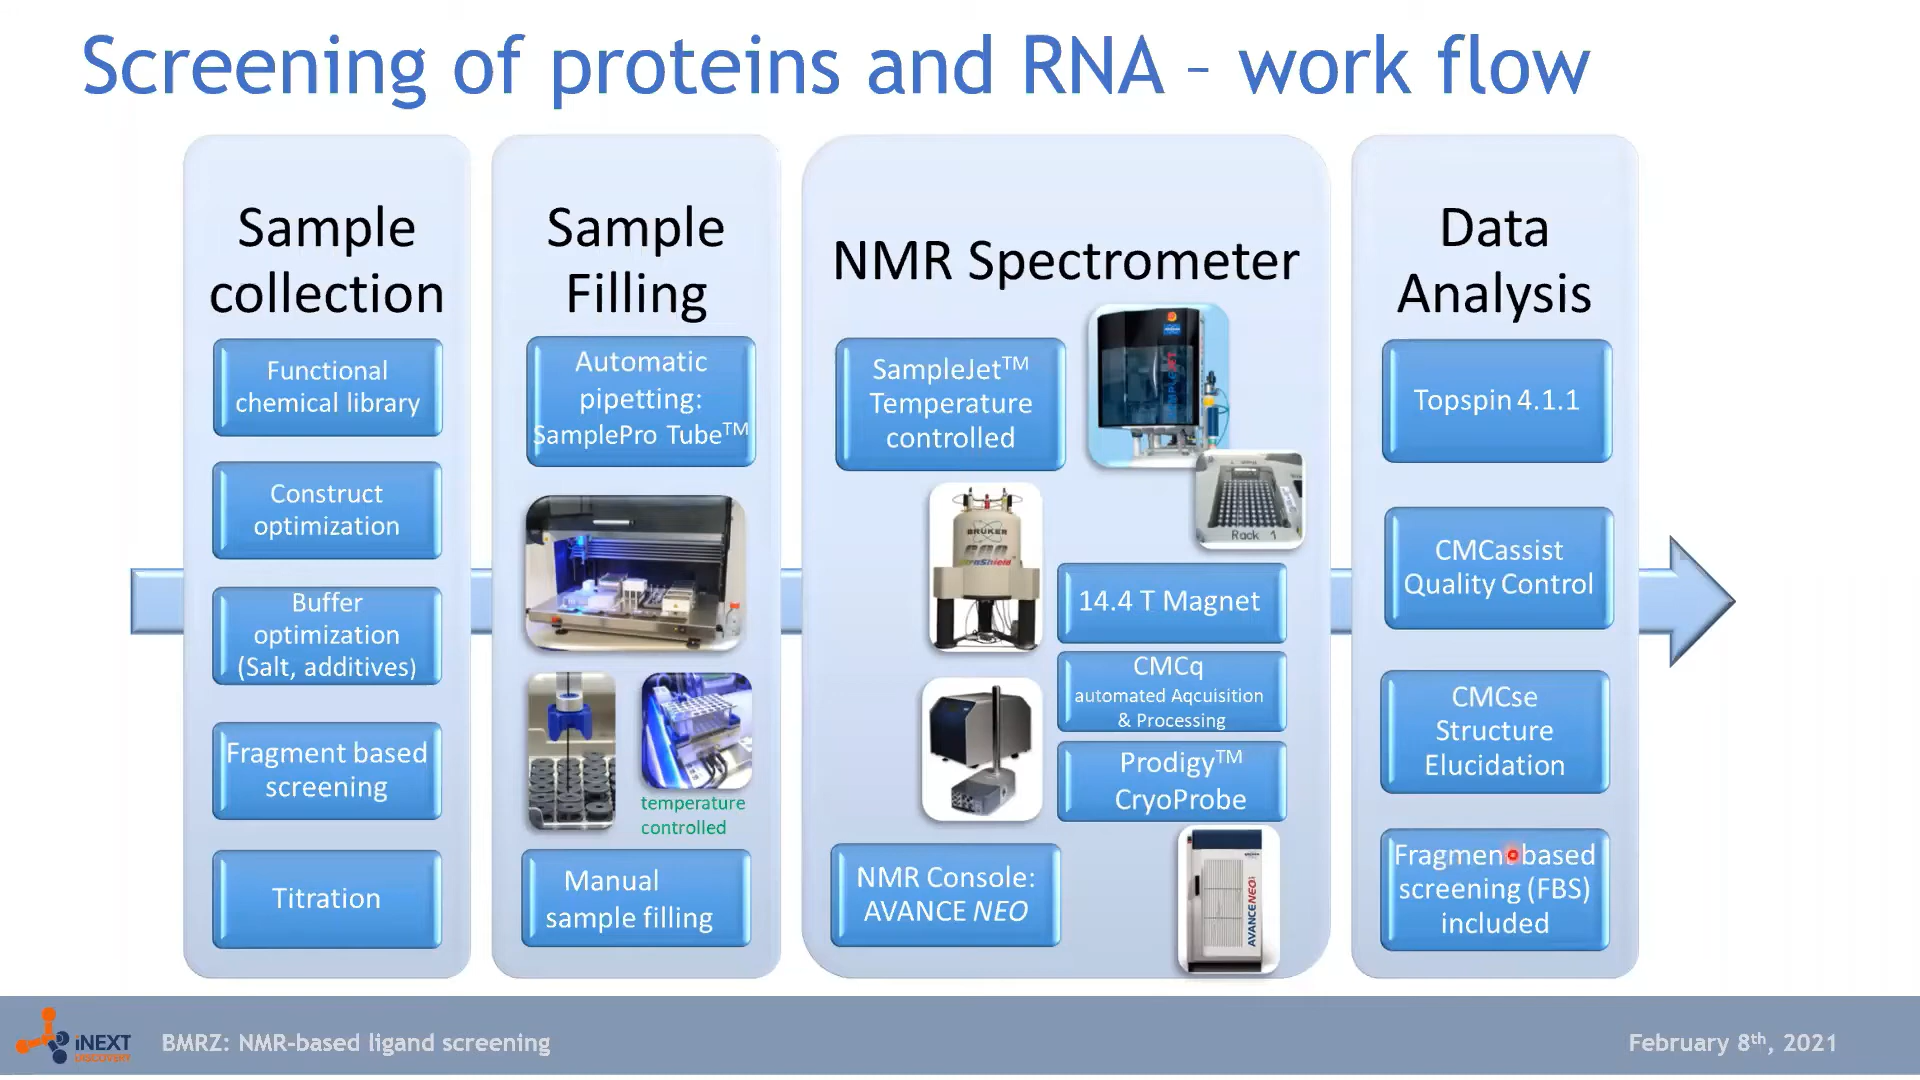 Screening of proteins and RNA – work flow
Sample
collection
Functional
chemical library
Construct
optimization
Buffer
optimization
(Salt, additives)
Fragment based
screening
Titration
Sample
Filling
Automatic
pipetting:
SamplePro Tube™
temperature
controlled
Manual
sample filling
NMR Spectrometer
SampleJet™
Temperature
controlled
SAMPLEJET
Rack 1
BRUKER
14.4 T Magnet
CMCq
automated Aqcuisition
& Processing
Prodigy™
CryoProbe
NMR Console:
AVANCE NEO
AVANCE NEO
Data
Analysis
Topspin 4.1.1
CMCassist
Quality Control
CMCse
Structure
Elucidation
Fragment based
screening (FBS)
included
iNEXT
DISCOVERY
BMRZ: NMR-based ligand screening
February 8th, 2021